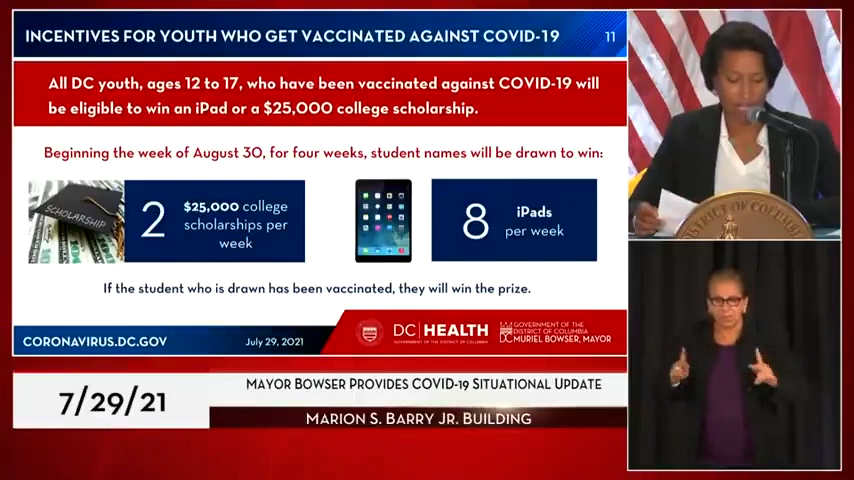 INCENTIVES FOR YOUTH WHO GET VACCINATED AGAINST COVID-19
11
All DC youth, ages 12 to 17, who have been vaccinated against COVID-19 will
be eligible to win an iPad or a $25,000 college scholarship.
Beginning the week of August 30, for four weeks, student names will be drawn to win:
SCHOLARSHIP
2
$25,000 college
scholarships per
week
8
iPads
per week
If the student who is drawn has been vaccinated, they will win the prize.
CORONAVIRUS.DC.GOV
July 29, 2021
DC HEALTH
GOVERNMENT OF THE DISTRICT OF COLUMBIA
GOVERNMENT OF THE
DISTRICT OF COLUMBIA
MURIEL BOWSER, MAYOR
DISTRICT OF COLUMB
7/29/21
MAYOR BOWSER PROVIDES COVID-19 SITUATIONAL UPDATE
MARION S. BARRY JR. BUILDING